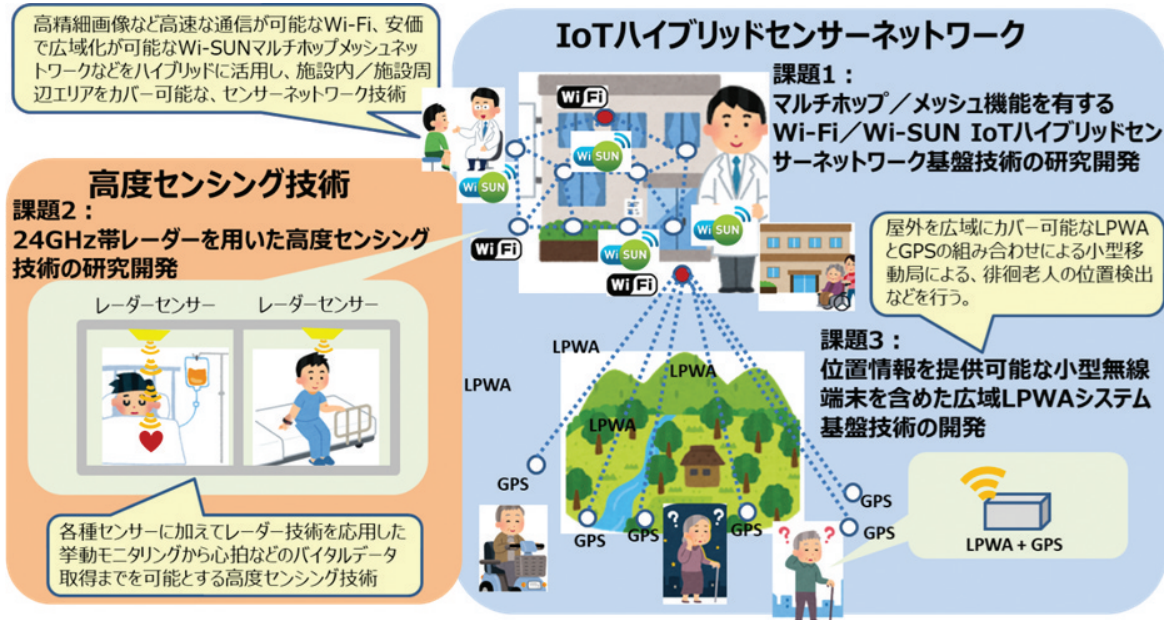 高精細画像など高速な通信が可能なWi-Fi、安価
で広域化が可能なWi-SUNマルチホップメッシュネッ
トワークなどをハイブリッドに活用し、施設内／施設周
辺エリアをカバー可能な、センサーネットワーク技術
IoTハイブリッドセンサーネットワーク
課題1：
マルチホップ／メッシュ機能を有する
Wi-Fi／Wi-SUN IoTハイブリッドセン
サーネットワーク基盤技術の研究開発
Wi Fi
Wi SUN
Wi SUN
Wi SUN
Wi SUN
Wi Fi
Wi Fi
高度センシング技術
課題2：
24GHz帯レーダーを用いた高度センシング
技術の研究開発
レーダーセンサー
レーダーセンサー
各種センサーに加えてレーダー技術を応用した
挙動モニタリングから心拍などのバイタルデータ
取得までを可能とする高度センシング技術
屋外を広域にカバー可能なLPWA
とGPSの組み合わせによる小型移
動局による、徘徊老人の位置検出
などを行う。
課題3：
位置情報を提供可能な小型無線
端末を含めた広域LPWAシステム
基盤技術の開発
LPWA
LPWA
LPWA
LPWA
GPS
GPS
GPS
GPS
GPS
GPS
? ?
? ?
LPWA + GPS